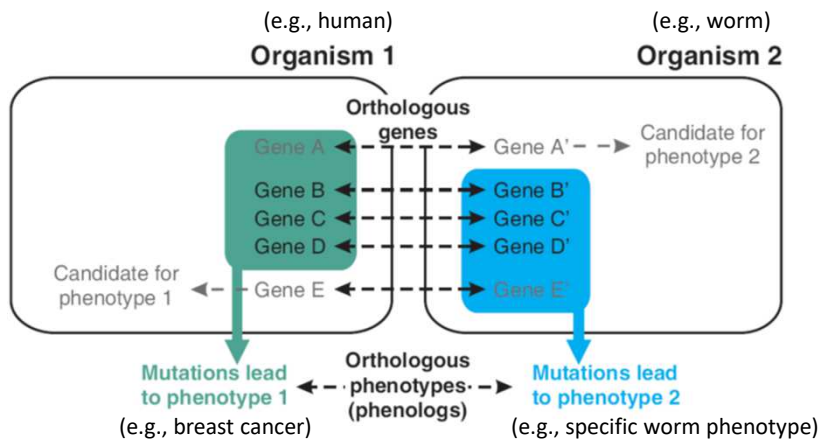 (e.g., human)
(e.g., worm)
Organism 1
Organism 2
Orthologous
genes
Gene A
Gene A’
Candidate for
phenotype 2
Gene B
Gene B’
Gene C
Gene C’
Gene D
Gene D’
Candidate for
phenotype 1
Gene E
Gene E’
Mutations lead
to phenotype 1
Orthologous
phenotypes
(phenologs)
Mutations lead
to phenotype 2
(e.g., breast cancer)
(e.g., specific worm phenotype)